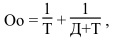 Оо = 1/Т + 1/(Д+Т) ,